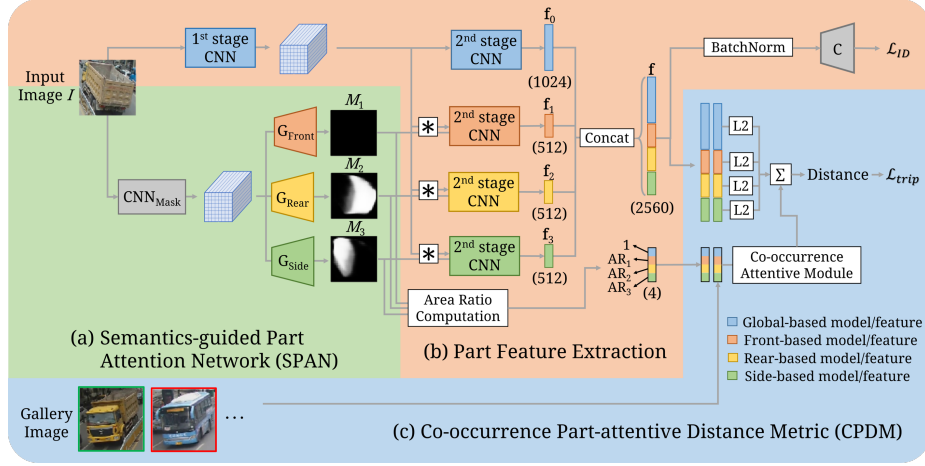 Input
Image I
1st stage
CNN
2nd stage
CNN
f0
(1024)
BatchNorm
C
ℒID
CNNMask
GFront
M1
*
2nd stage
CNN
f1
(512)
GRear
M2
*
2nd stage
CNN
f2
(512)
GSide
M3
*
2nd stage
CNN
f3
(512)
Concat
f
(2560)
L2
L2
L2
L2
Σ
Distance
ℒtrip
Area Ratio
Computation
1
AR1
AR2
AR3
(4)
Co-occurrence
Attentive Module
Global-based model/feature
Front-based model/feature
Rear-based model/feature
Side-based model/feature
(a) Semantics-guided Part
Attention Network (SPAN)
(b) Part Feature Extraction
Gallery
Image
...
(c) Co-occurrence Part-attentive Distance Metric (CPDM)